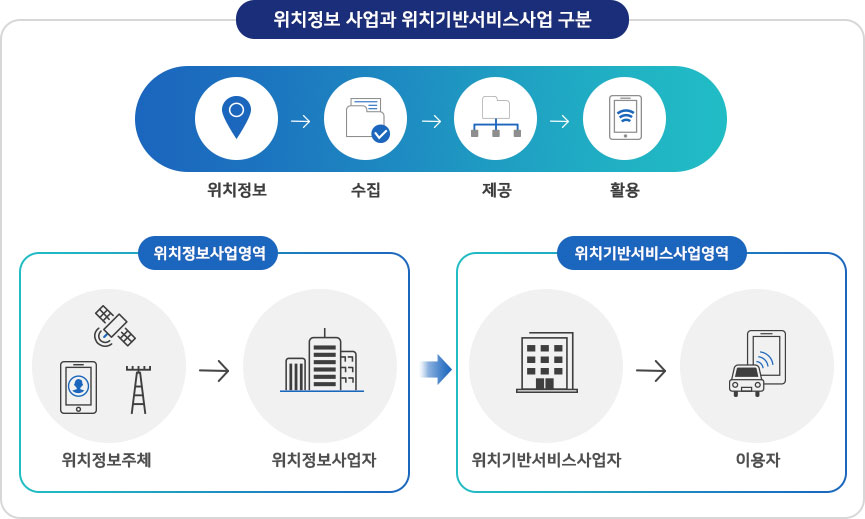 위치정보 사업과 위치기반서비스사업 구분
위치정보
수집
제공
활용
위치정보사업영역
위치기반서비스사업영역
위치정보주체
위치정보사업자
위치기반서비스사업자
이용자